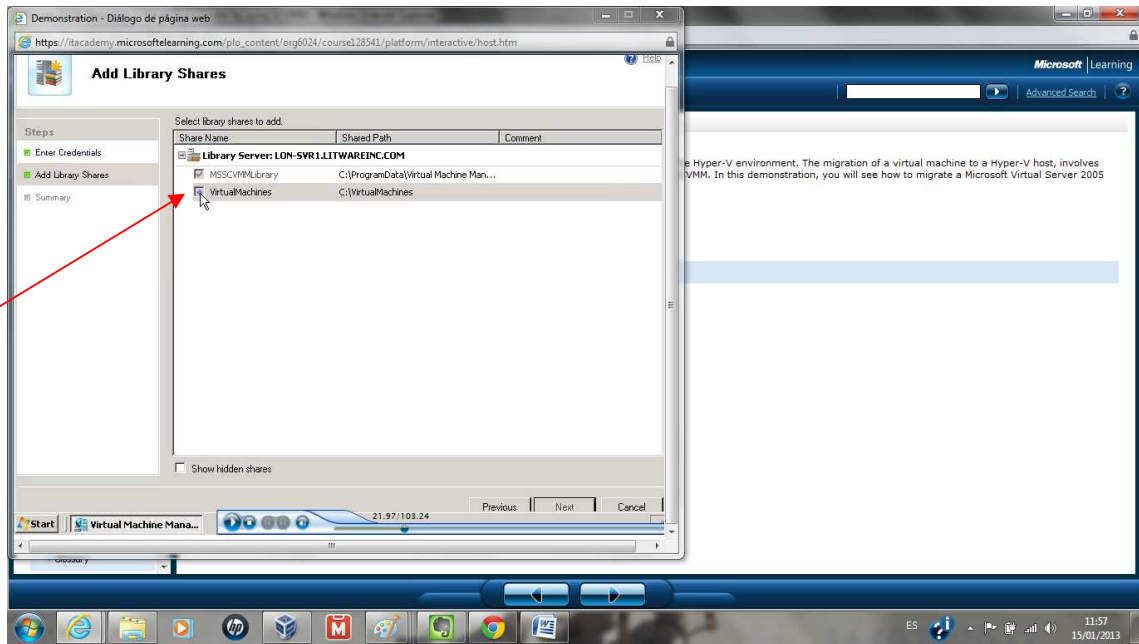 Demonstration - Diálogo de página web
https://itacademy.microsoftelearning.com/plo_content/org6024/course128541/platform/interactive/host.htm
Microsoft | Learning
Help
Add Library Shares
Advanced Search
Steps
Enter Credentials
Add Library Shares
Summary
Select library shares to add.
Share Name Shared Path Comment
Library Server: LON-SVR1.LITWAREINC.COM
MSSCVMMLibrary C:\ProgramData\Virtual Machine Man...
VirtualMachines C:\VirtualMachines
e Hyper-V environment. The migration of a virtual machine to a Hyper-V host, involves
VMM. In this demonstration, you will see how to migrate a Microsoft Virtual Server 2005
Show hidden shares
Previous Next Cancel
Start Virtual Machine Mana... 21.97/103.24
Glossary
ES 11:57
15/01/2013